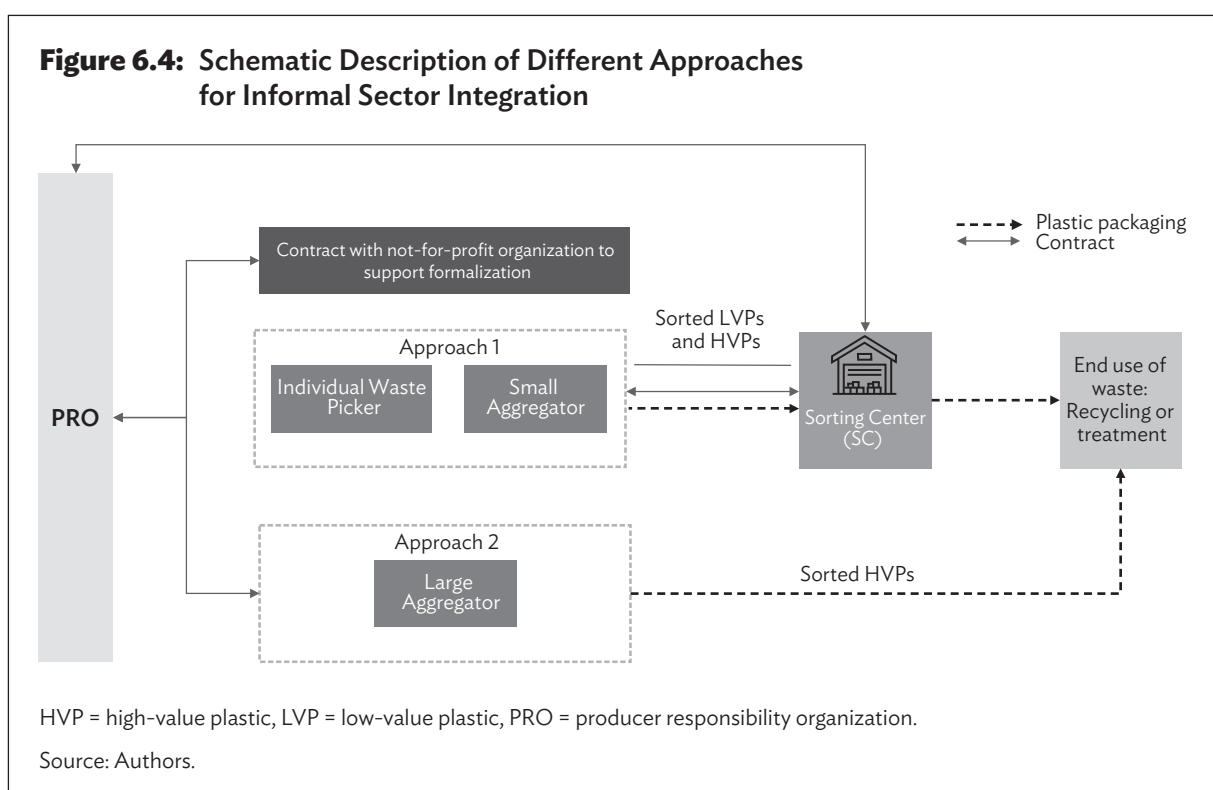 Figure 6.4: Schematic Description of Different Approaches
for Informal Sector Integration
Plastic packaging
Contract
Contract with not-for-profit organization to
support formalization
PRO
Approach 1
Individual Waste
Picker
Small
Aggregator
Sorted LVPs
and HVPs
Sorting Center
(SC)
End use of
waste:
Recycling or
treatment
Approach 2
Large
Aggregator
Sorted HVPs
HVP = high-value plastic, LVP = low-value plastic, PRO = producer responsibility organization.
Source: Authors.